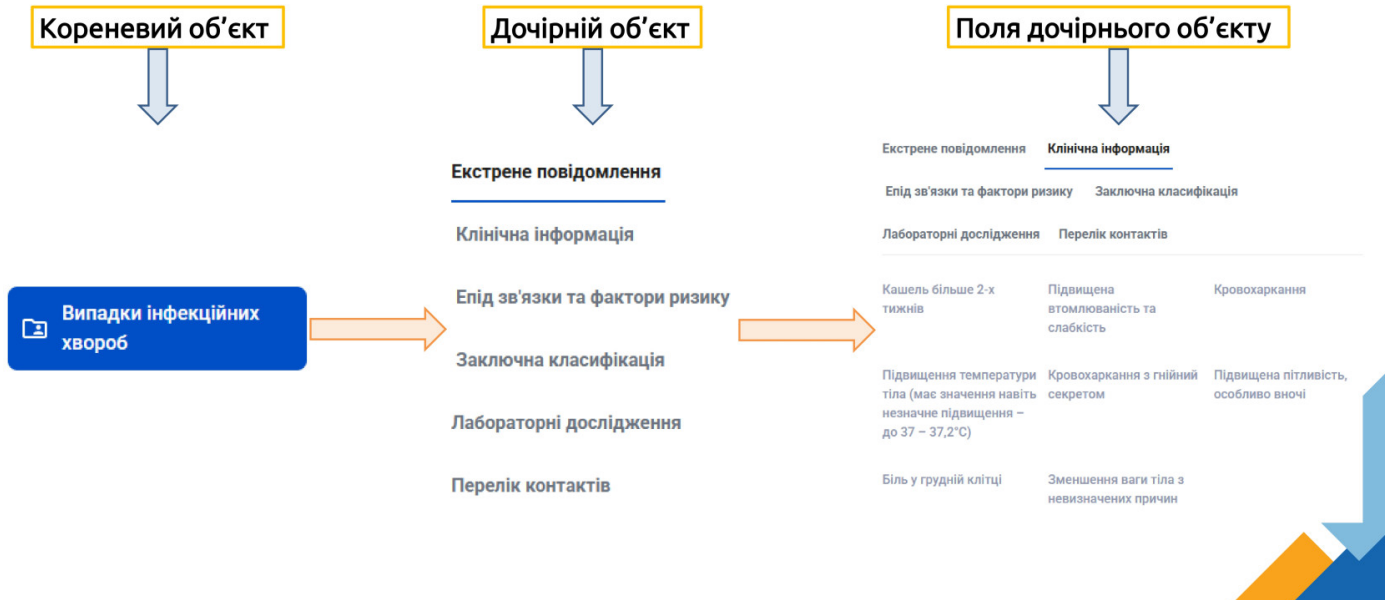 Кореневий об’єкт
Дочірній об’єкт
Поля дочірнього об’єкту
Випадки інфекційних
хвороб
Екстрене повідомлення
Клінічна інформація
Епід зв'язки та фактори ризику
Заключна класифікація
Лабораторні дослідження
Перелік контактів
Екстрене повідомлення Клінічна інформація
Епід зв'язки та фактори ризику Заключна класифікація
Лабораторні дослідження Перелік контактів
Кашель більше 2-х
тижнів
Підвищена
втомлюваність та
слабкість
Кровохаркання
Підвищення температури
тіла (має значення навіть
незначне підвищення –
до 37 – 37,2°C)
Кровохаркання з гнійний
секретом
Підвищена пітливість,
особливо вночі
Біль у грудній клітці
Зменшення ваги тіла з
невизначених причин